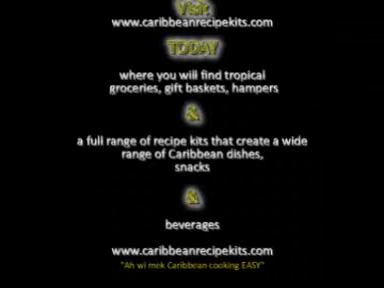 Visit
www.caribbeanrecipekits.com
TODAY
where you will find tropical
groceries, gift baskets, hampers
&
a full range of recipe kits that create a wide
range of Caribbean dishes,
snacks
&
beverages
www.caribbeanrecipekits.com
"Ah wi mek Caribbean cooking EASY"